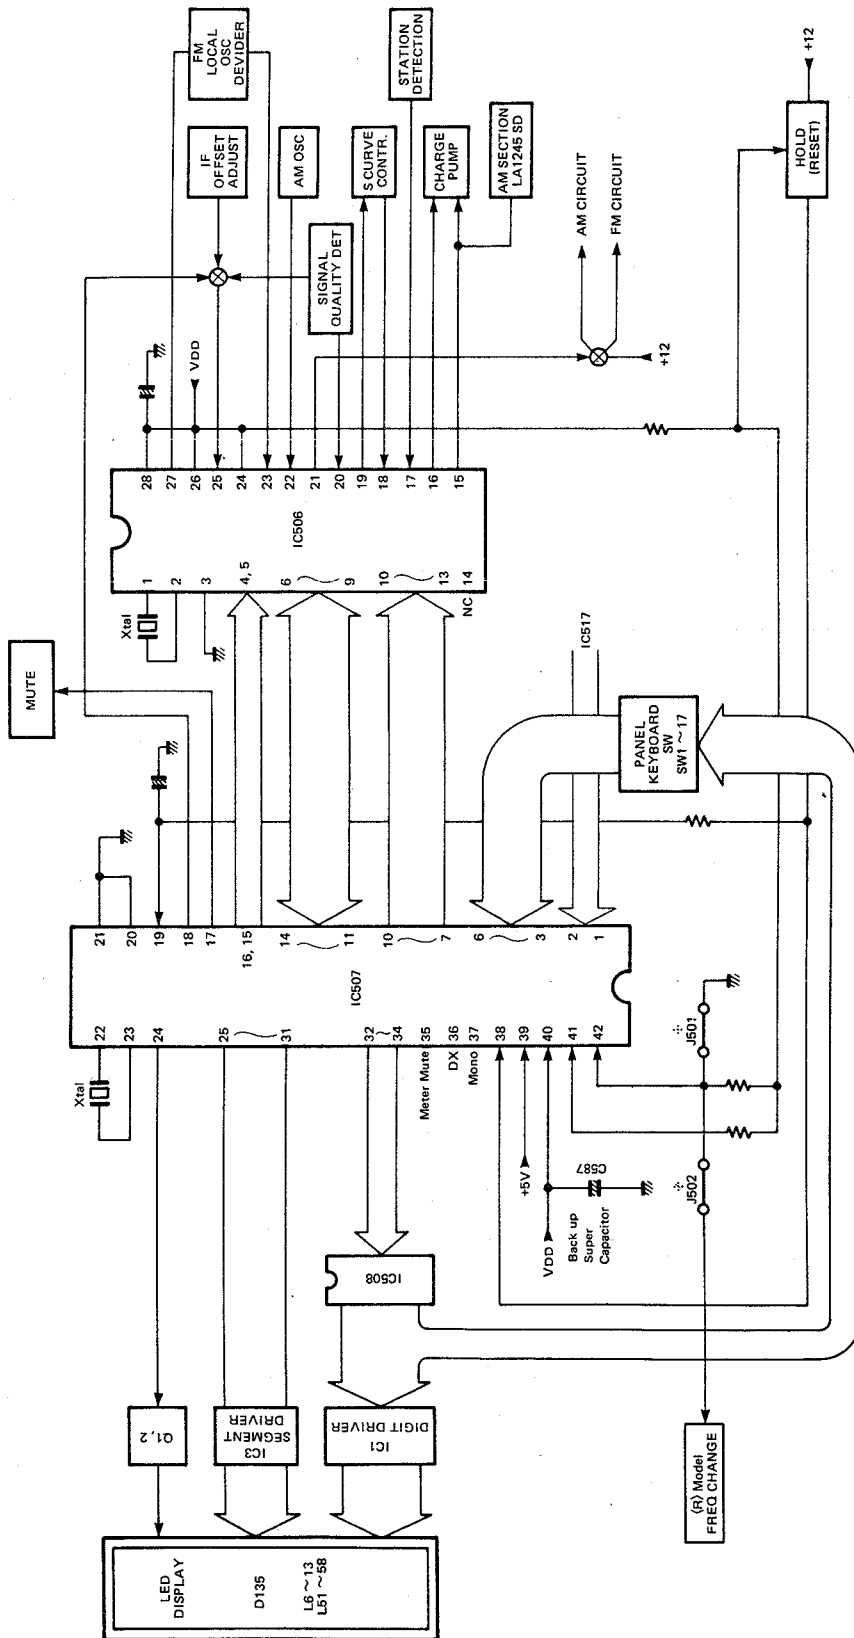 FM
LOCAL
OSC
DEVIDER
IF
OFFSET
ADJUST
AM OSC
SIGNAL
QUALITY DET
S CURVE
CONTR.
STATION
DETECTION
CHARGE
PUMP
AM SECTION
LA1245 SD
AM CIRCUIT
FM CIRCUIT
+12
HOLD
(RESET)
+12
VDD
28
27
26
25
24
23
22
21
20
19
18
17
16
15
IC506
1
2
3
4, 5
6
9
10
13
14
NC
Xtal
MUTE
IC517
PANEL
KEYBOARD
SW
SW1~17
21
20
19
18
17
16, 15
14
11
10
7
6
3
2
1
IC507
22
23
24
25
31
32
34
35
36
37
38
39
40
41
42
Xtal
Meter Mute
DX
Mono
+5V
VDD
Back up
Super
Capacitor
C587
J501
J502
IC508
Q1, 2
IC3
SEGMENT
DRIVER
IC1
DIGIT DRIVER
⟨R⟩ Model
FREQ CHANGE
LED
DISPLAY
D135
L6~13
L51~58